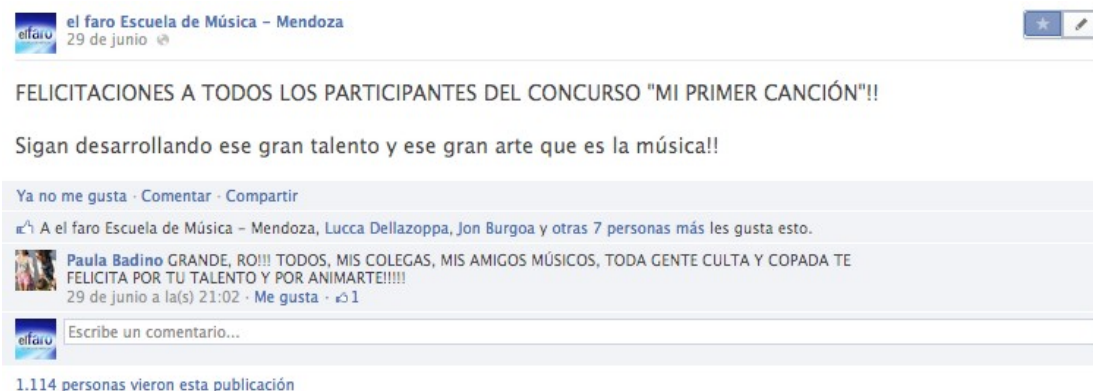 elfaro
el faro Escuela de Música – Mendoza
29 de junio
FELICITACIONES A TODOS LOS PARTICIPANTES DEL CONCURSO "MI PRIMER CANCIÓN"!!
Sigan desarrollando ese gran talento y ese gran arte que es la música!!
Ya no me gusta · Comentar · Compartir
A el faro Escuela de Música – Mendoza, Lucca Dellazoppa, Jon Burgoa y otras 7 personas más les gusta esto.
Paula Badino GRANDE, RO!!! TODOS, MIS COLEGAS, MIS AMIGOS MÚSICOS, TODA GENTE CULTA Y COPADA TE
FELICITA POR TU TALENTO Y POR ANIMARTE!!!!!
29 de junio a la(s) 21:02 · Me gusta · 1
elfaro
Escribe un comentario...
1.114 personas vieron esta publicación